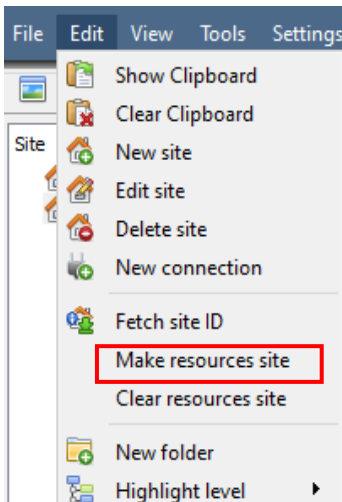 File Edit View Tools Settings
Show Clipboard
Clear Clipboard
Site
New site
Edit site
Delete site
New connection
Fetch site ID
Make resources site
Clear resources site
New folder
Highlight level